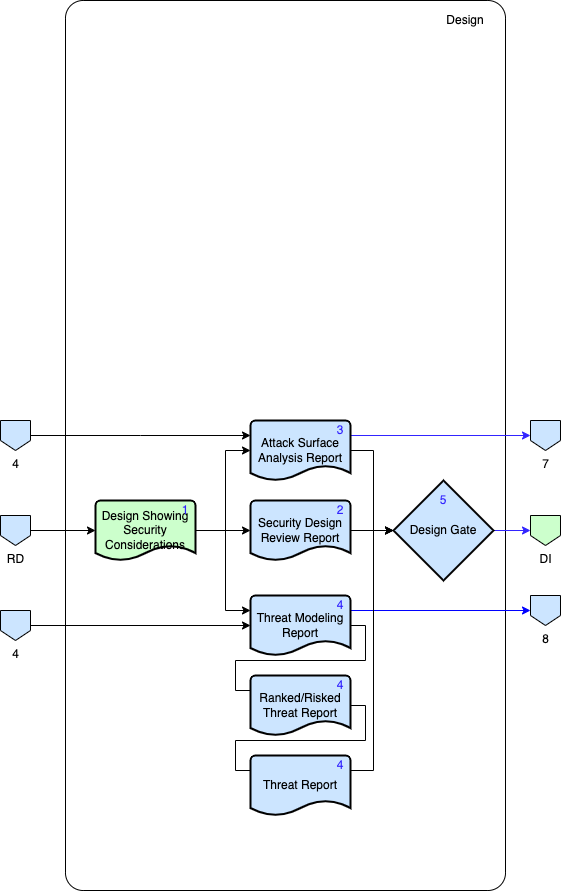 Design
3
Attack Surface
Analysis Report
4
7
1
Design Showing
Security
Considerations
2
Security Design
Review Report
5
Design Gate
RD
DI
4
Threat Modeling
Report
4
8
4
Ranked/Risked
Threat Report
4
Threat Report